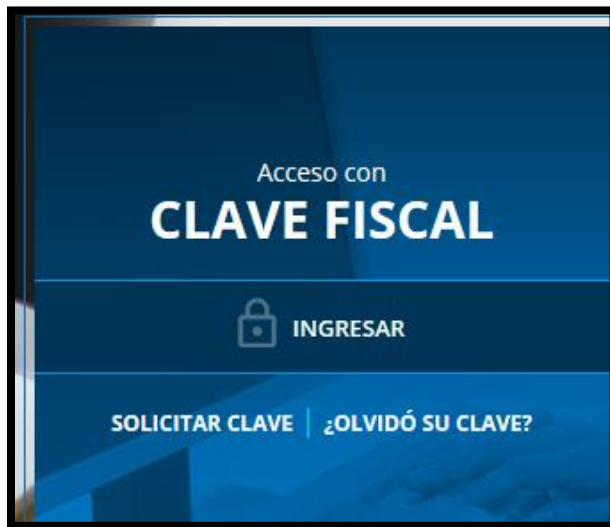 Acceso con
CLAVE FISCAL
INGRESAR
SOLICITAR CLAVE | ¿OLVIDÓ SU CLAVE?